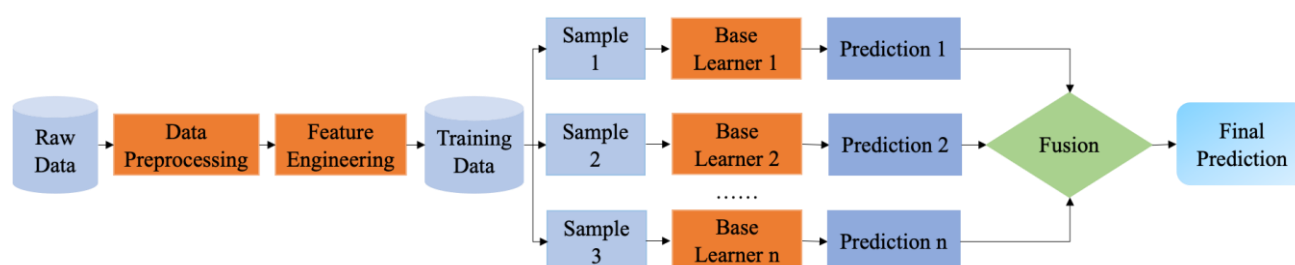 Raw
Data
Data
Preprocessing
Feature
Engineering
Training
Data
Sample
1
Base
Learner 1
Prediction 1
Sample
2
Base
Learner 2
Prediction 2
……
Sample
3
Base
Learner n
Prediction n
Fusion
Final
Prediction